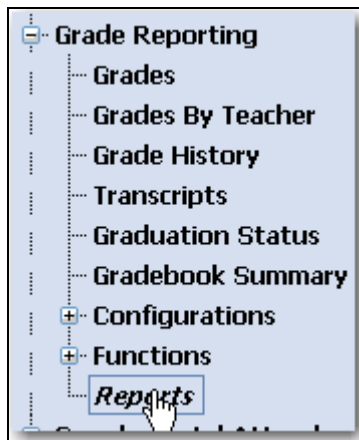 Grade Reporting
Grades
Grades By Teacher
Grade History
Transcripts
Graduation Status
Gradebook Summary
Configurations
Functions
Reports